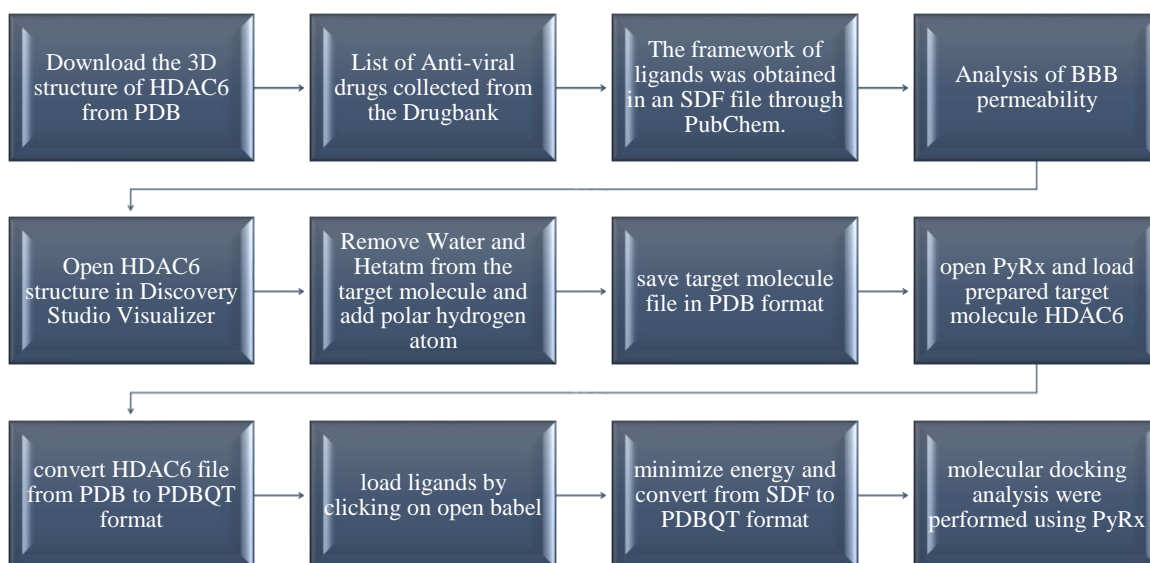 Download the 3D
structure of HDAC6
from PDB
List of Anti-viral
drugs collected from
the Drugbank
The framework of
ligands was obtained
in an SDF file through
PubChem.
Analysis of BBB
permeability
Open HDAC6
structure in Discovery
Studio Visualizer
Remove Water and
Hetatm from the
target molecule and
add polar hydrogen
atom
save target molecule
file in PDB format
open PyRx and load
prepared target
molecule HDAC6
convert HDAC6 file
from PDB to PDBQT
format
load ligands by
clicking on open babel
minimize energy and
convert from SDF to
PDBQT format
molecular docking
analysis were
performed using PyRx